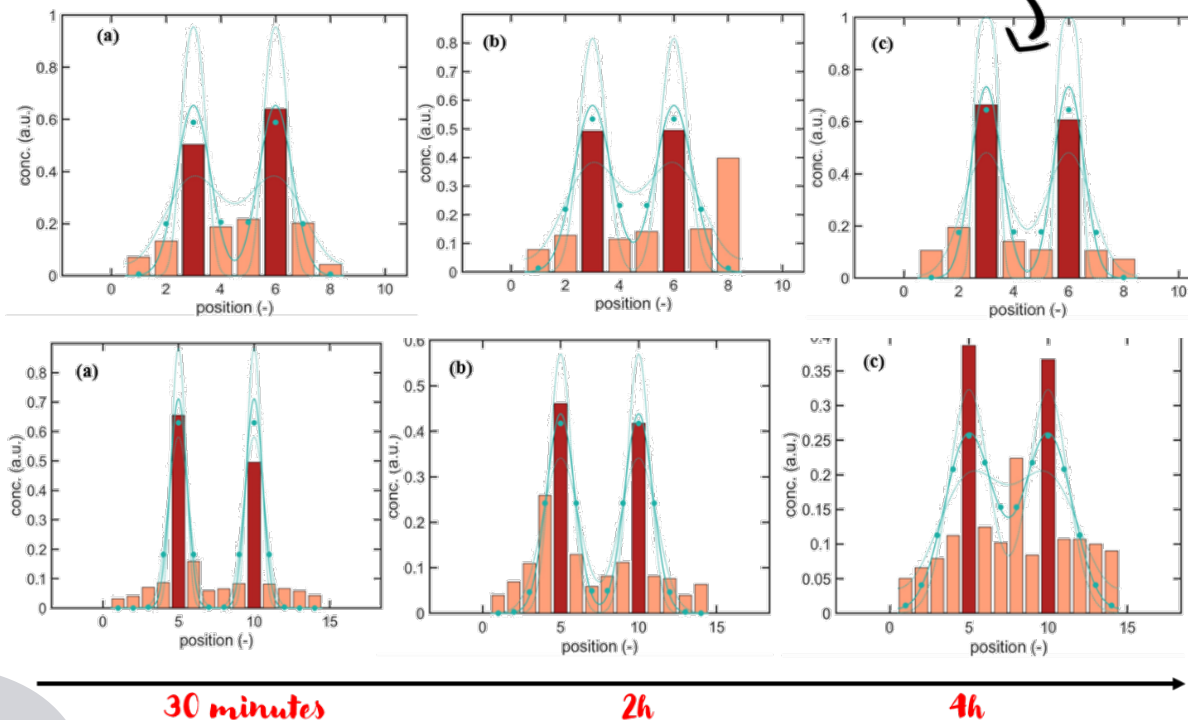 (a)
conc. (a.u.)
1
0.8
0.6
0.4
0.2
0
0 2 4 6 8 10
position (-)
(b)
conc. (a.u.)
0.9
0.8
0.7
0.6
0.5
0.4
0.3
0.2
0.1
0
0 2 4 6 8 10
position (-)
(c)
conc. (a.u.)
1
0.8
0.6
0.4
0.2
0
0 2 4 6 8 10
position (-)
(a)
conc. (a.u.)
0.8
0.7
0.6
0.5
0.4
0.3
0.2
0.1
0
0 5 10 15
position (-)
(b)
conc. (a.u.)
0.6
0.5
0.4
0.3
0.2
0.1
0
0 5 10 15
position (-)
(c)
conc. (a.u.)
0.4
0.35
0.3
0.25
0.2
0.15
0.1
0.05
0
0 5 10 15
position (-)
30 minutes
2h
4h